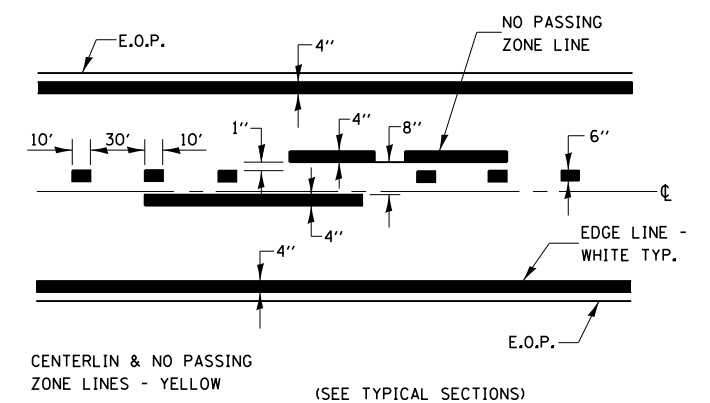 NO PASSING
ZONE LINE
E.O.P.
4"
10'
30'
10'
1"
4"
8"
6"
℄
4"
4"
EDGE LINE -
WHITE TYP.
E.O.P.
CENTERLIN & NO PASSING
ZONE LINES - YELLOW
(SEE TYPICAL SECTIONS)